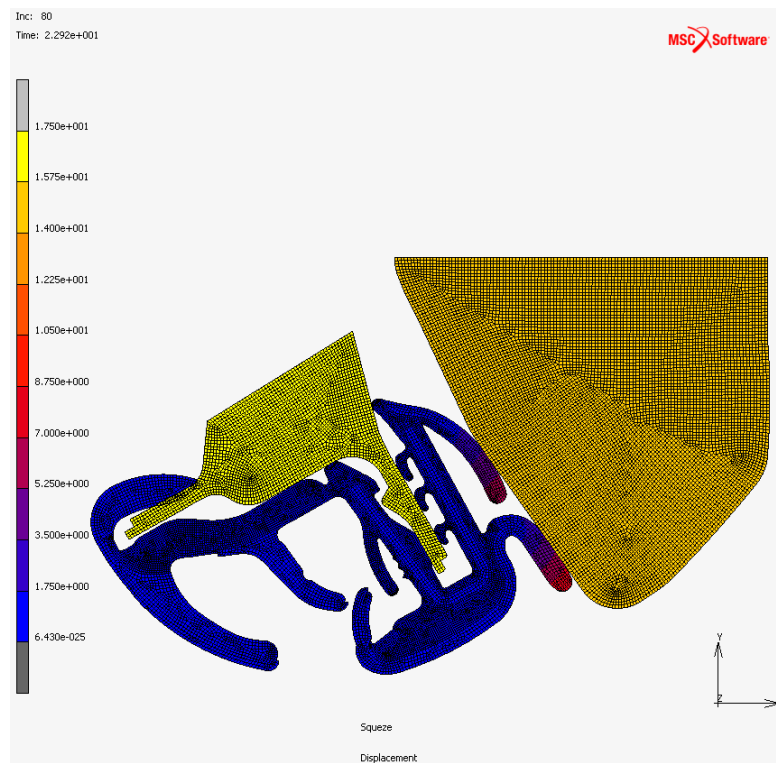 Inc: 80
Time: 2.292e+001
MSC Software
1.750e+001
1.575e+001
1.400e+001
1.225e+001
1.050e+001
8.750e+000
7.000e+000
5.250e+000
3.500e+000
1.750e+000
6.430e-025
Y
Z
Squeze
Displacement